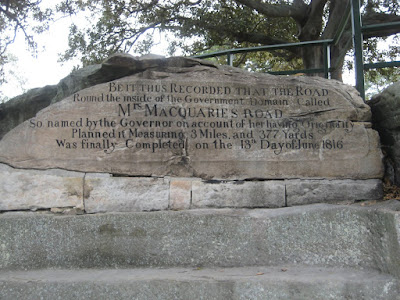 BE IT THUS RECORDED THAT THE ROAD
Round the inside of the Government Domain Called
MRS MACQUARIE'S ROAD
So named by the Governor on account of her having Originally
Planned it Measuring 3 Miles, and 377 Yards
Was finally Completed on the 13th Day of June 1816